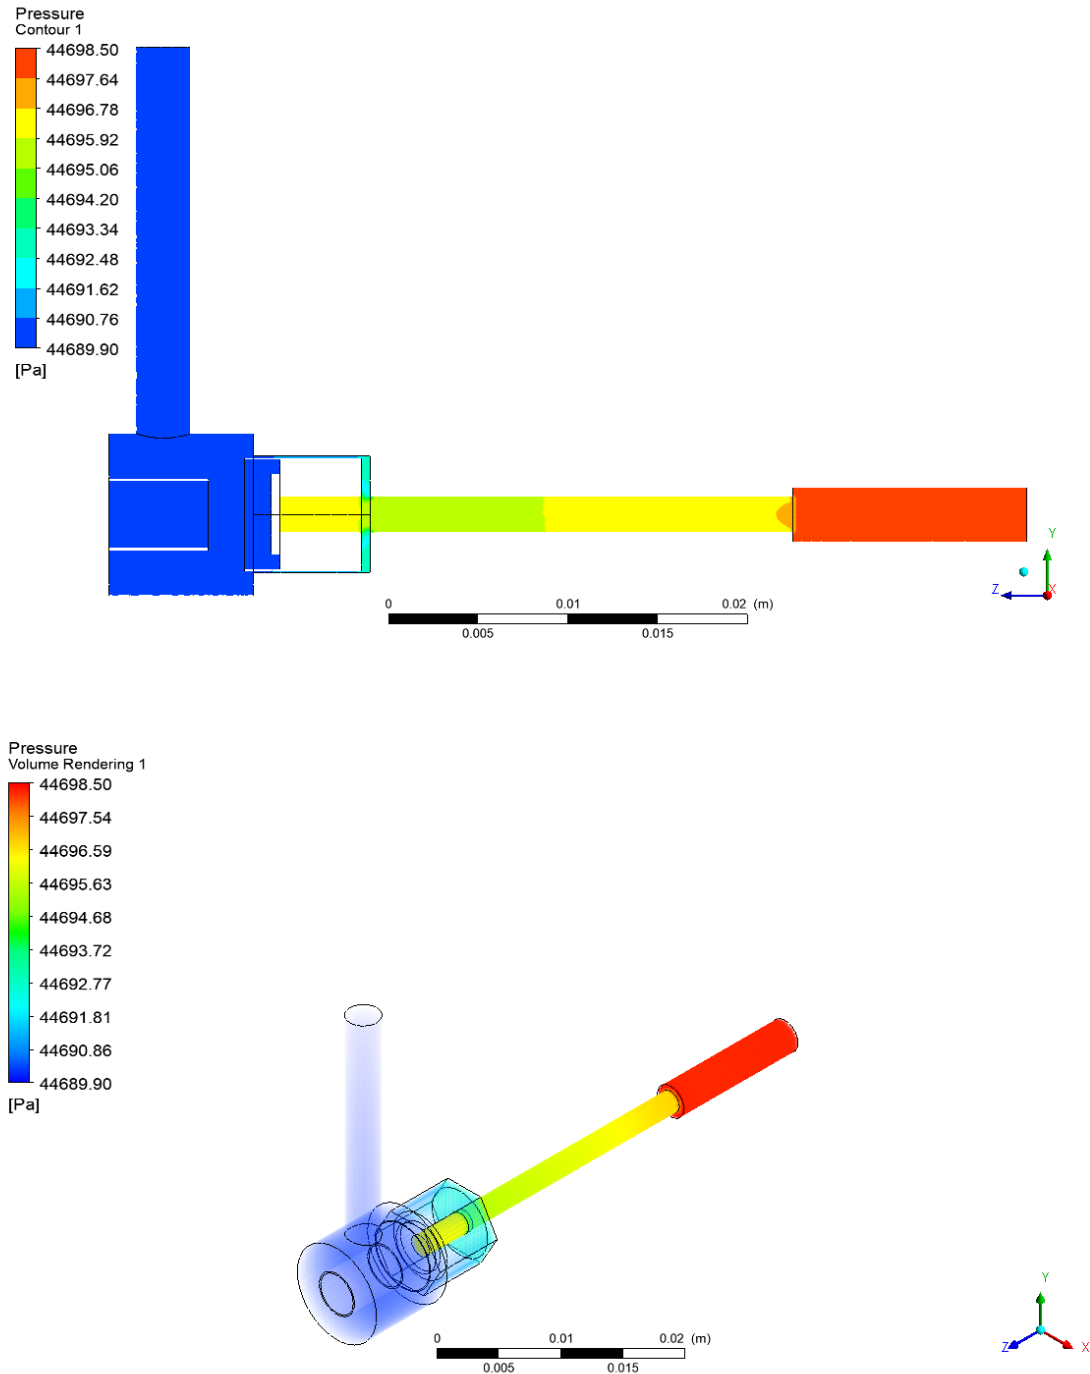 Pressure
Contour 1
44698.50
44697.64
44696.78
44695.92
44695.06
44694.20
44693.34
44692.48
44691.62
44690.76
44689.90
[Pa]
0 0.01 0.02 (m)
0.005 0.015
Y
Z X
Pressure
Volume Rendering 1
44698.50
44697.54
44696.59
44695.63
44694.68
44693.72
44692.77
44691.81
44690.86
44689.90
[Pa]
0 0.01 0.02 (m)
0.005 0.015
Y
Z X